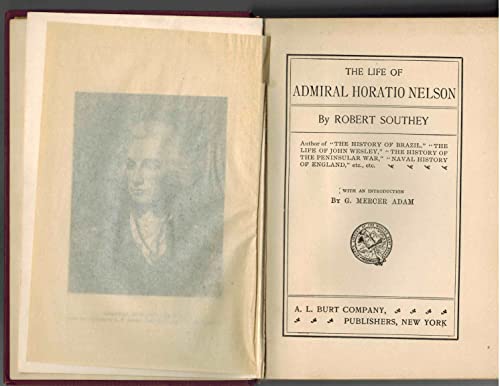 THE LIFE OF
ADMIRAL HORATIO NELSON
By ROBERT SOUTHEY
Author of "THE HISTORY OF BRAZIL," "THE
LIFE OF JOHN WESLEY," "THE HISTORY OF
THE PENINSULAR WAR," "NAVAL HISTORY
OF ENGLAND," etc., etc.
WITH AN INTRODUCTION
By G. MERCER ADAM
A. L. BURT COMPANY,
PUBLISHERS, NEW YORK